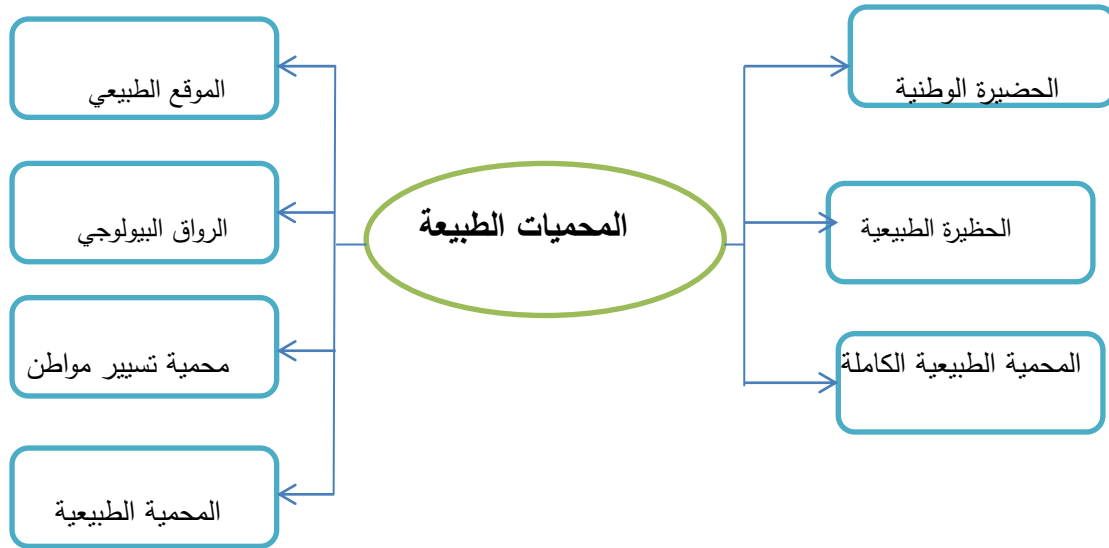 المحميات الطبيعة
الحضيرة الوطنية
الحظيرة الطبيعية
المحمية الطبيعية الكاملة
الموقع الطبيعي
الرواق البيولوجي
محمية تسيير مواطن
المحمية الطبيعية